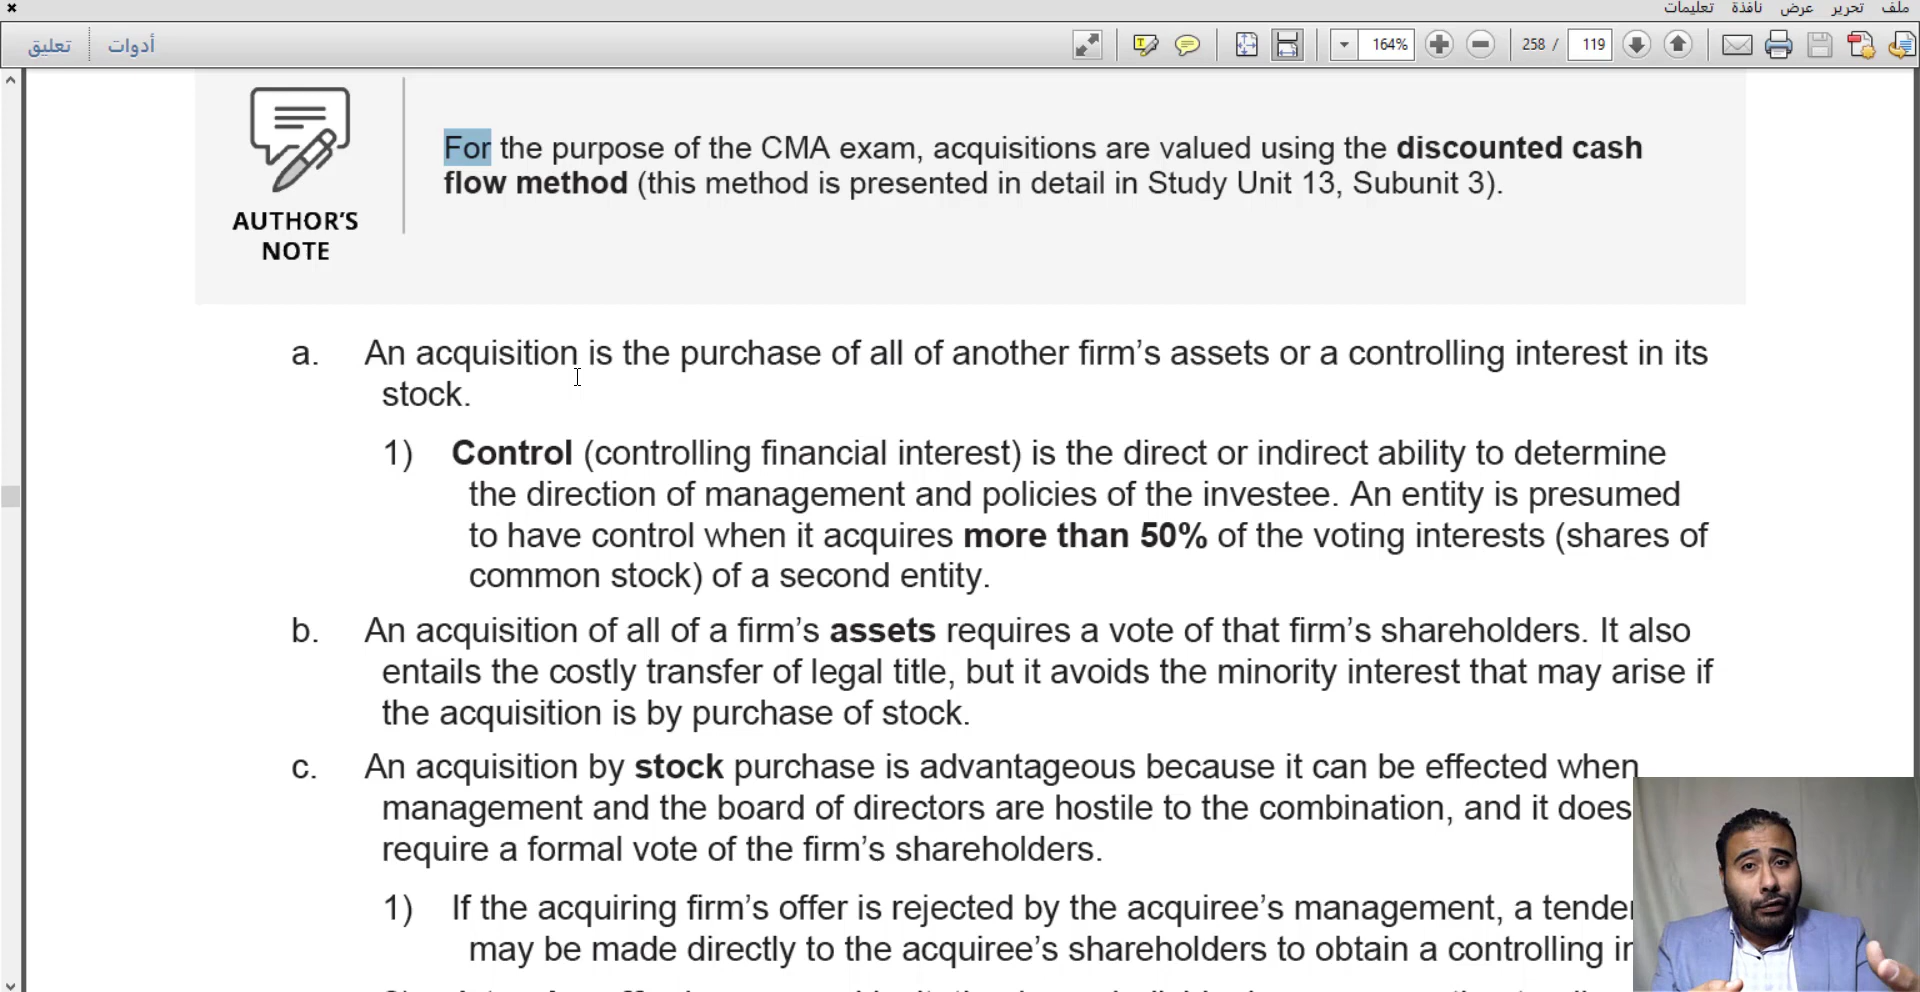 ملف تحرير عرض نافذة تعليمات
119 / 258 164% أدوات تعليق
For the purpose of the CMA exam, acquisitions are valued using the discounted cash
flow method (this method is presented in detail in Study Unit 13, Subunit 3).
AUTHOR’S
NOTE
a. An acquisition is the purchase of all of another firm’s assets or a controlling interest in its
stock.
1) Control (controlling financial interest) is the direct or indirect ability to determine
the direction of management and policies of the investee. An entity is presumed
to have control when it acquires more than 50% of the voting interests (shares of
common stock) of a second entity.
b. An acquisition of all of a firm’s assets requires a vote of that firm’s shareholders. It also
entails the costly transfer of legal title, but it avoids the minority interest that may arise if
the acquisition is by purchase of stock.
c. An acquisition by stock purchase is advantageous because it can be effected when
management and the board of directors are hostile to the combination, and it does
require a formal vote of the firm’s shareholders.
1) If the acquiring firm’s offer is rejected by the acquiree’s management, a tender
may be made directly to the acquiree’s shareholders to obtain a controlling